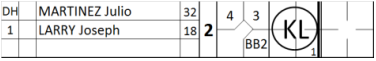 DH MARTINEZ Julio 32 2 4 3 KL
1 LARRY Joseph 18 BB2 1